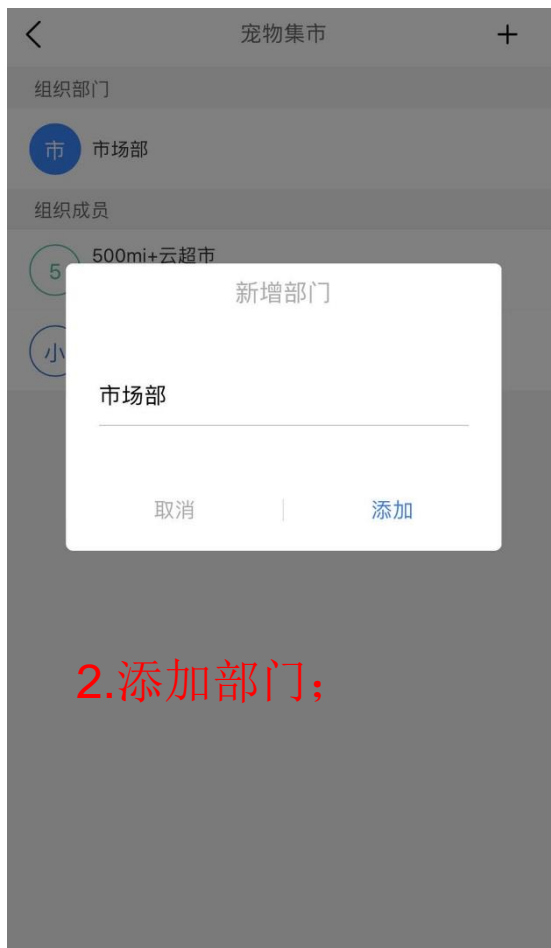 宠物集市
组织部门
市 市场部
组织成员
5 500mi+云超市
小
新增部门
市场部
取消 添加
2.添加部门；